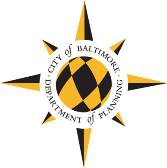 CITY of BALTIMORE
DEPARTMENT of PLANNING